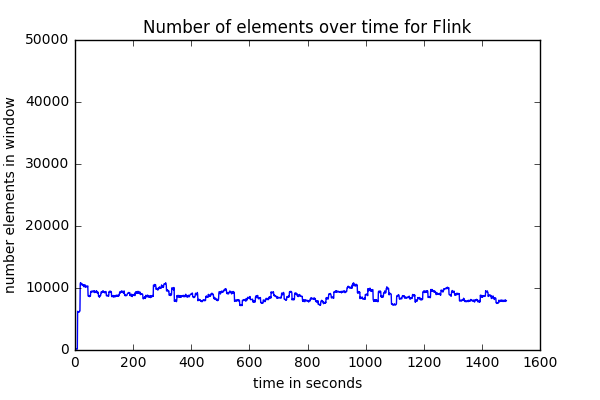 Number of elements over time for Flink
50000
40000
30000
20000
10000
0
number elements in window
0 200 400 600 800 1000 1200 1400 1600
time in seconds